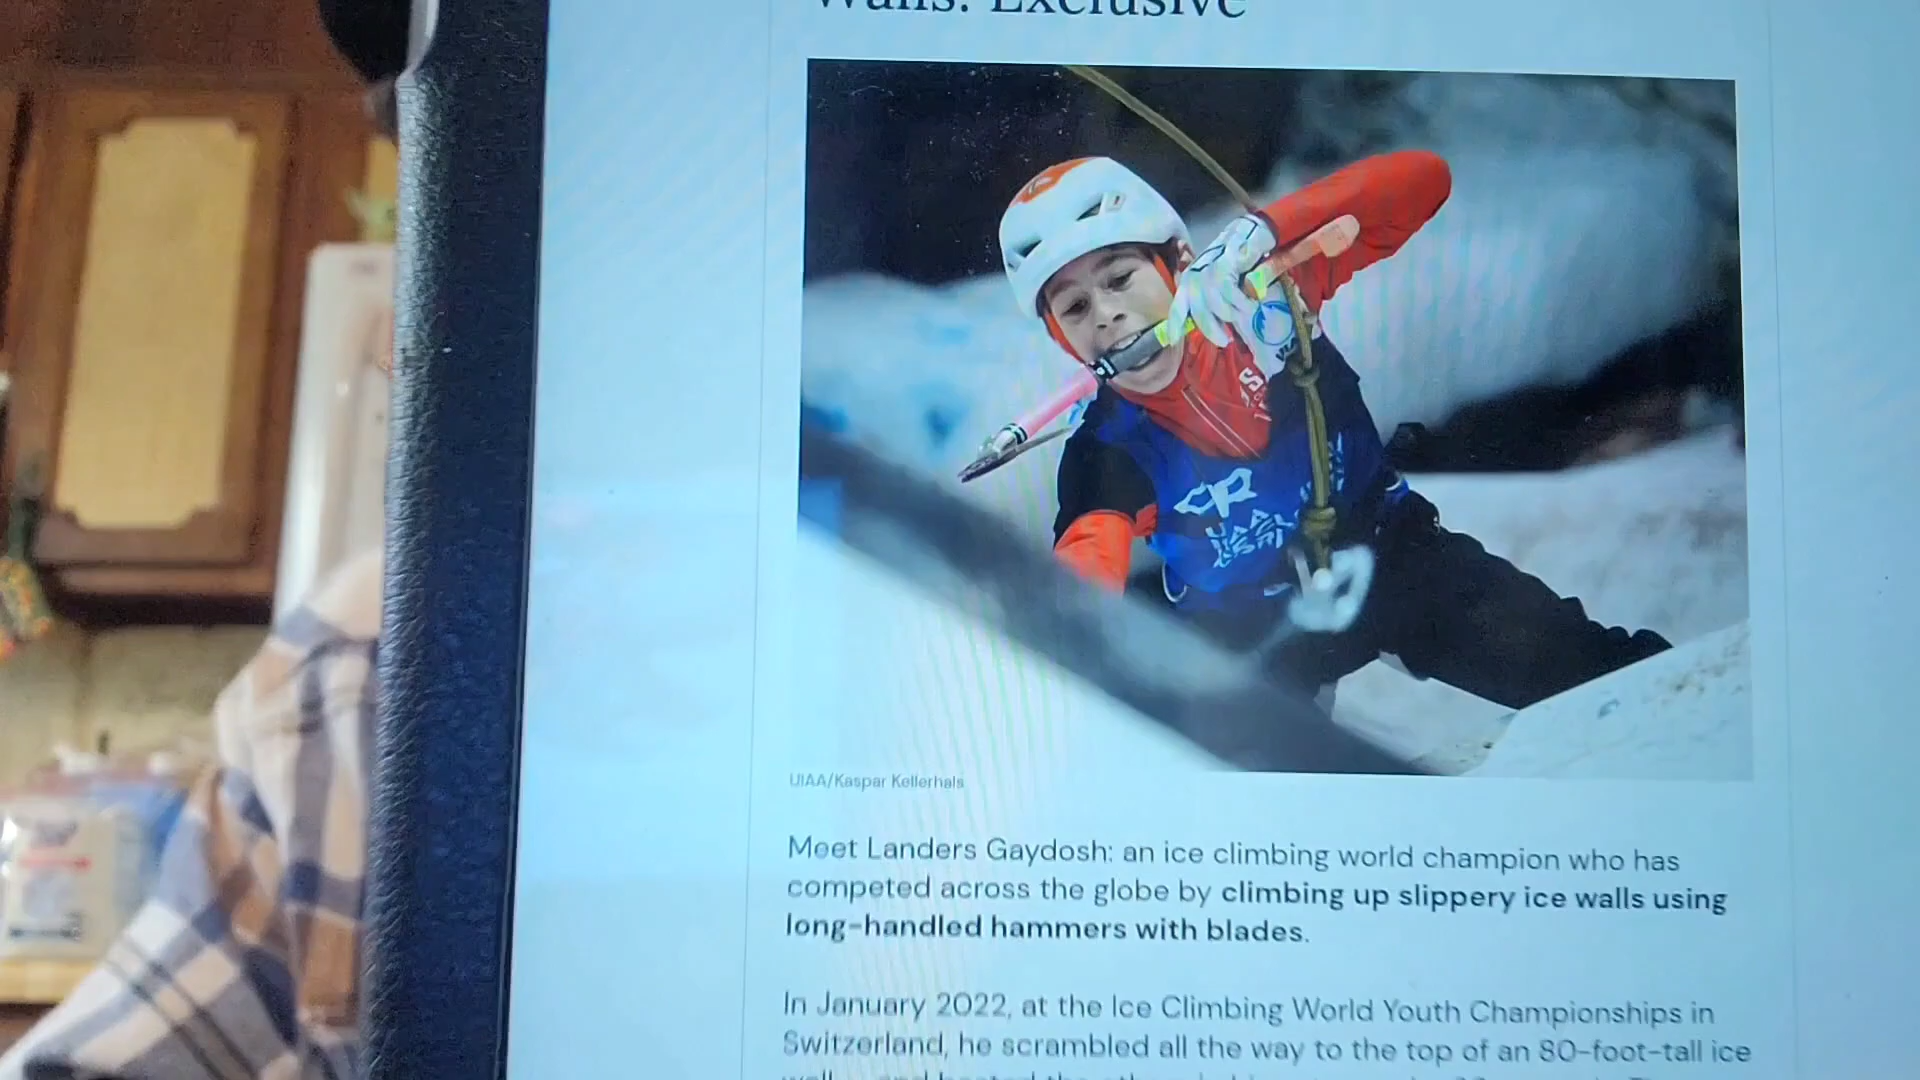 Walls: Exclusive
UIAA/Kaspar Kellerhals
Meet Landers Gaydosh: an ice climbing world champion who has
competed across the globe by climbing up slippery ice walls using
long-handled hammers with blades.
In January 2022, at the Ice Climbing World Youth Championships in
Switzerland, he scrambled all the way to the top of an 80-foot-tall ice